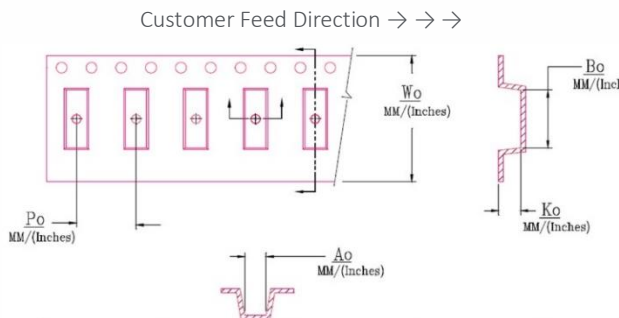 Customer Feed Direction → → →
Wo
MM/(Inches)
Bo
MM/(Incl
Po
MM/(Inches)
Ko
MM/(Inches)
Ao
MM/(Inches)